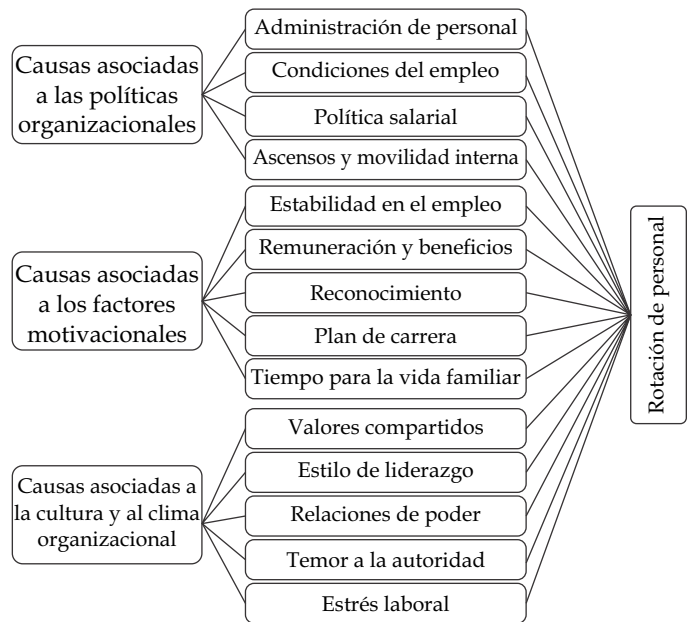 Causas asociadas
a las políticas
organizacionales
Administración de personal
Condiciones del empleo
Política salarial
Ascensos y movilidad interna
Causas asociadas
a los factores
motivacionales
Estabilidad en el empleo
Remuneración y beneficios
Reconocimiento
Plan de carrera
Tiempo para la vida familiar
Causas asociadas a
la cultura y al clima
organizacional
Valores compartidos
Estilo de liderazgo
Relaciones de poder
Temor a la autoridad
Estrés laboral
Rotación de personal